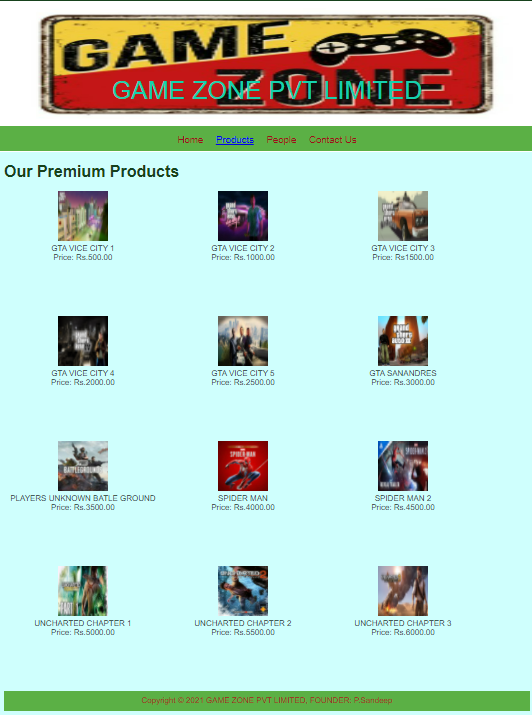 GAME
ZONE
GAME ZONE PVT LIMITED
Home Products People Contact Us
Our Premium Products
GTA VICE CITY 1 GTA VICE CITY 2 GTA VICE CITY 3
Price: Rs.500.00 Price: Rs.1000.00 Price: Rs1500.00
GTA VICE CITY 4 GTA VICE CITY 5 GTA SANANDRES
Price: Rs.2000.00 Price: Rs.2500.00 Price: Rs.3000.00
BATTLEGROUNDS SPIDER-MAN
PLAYERS UNKNOWN BATLE GROUND SPIDER MAN SPIDER MAN 2
Price: Rs.3500.00 Price: Rs.4000.00 Price: Rs.4500.00
UNCHARTED CHAPTER 1 UNCHARTED CHAPTER 2 UNCHARTED CHAPTER 3
Price: Rs.5000.00 Price: Rs.5500.00 Price: Rs.6000.00
Copyright © 2021 GAME ZONE PVT LIMITED, FOUNDER: P.Sandeep